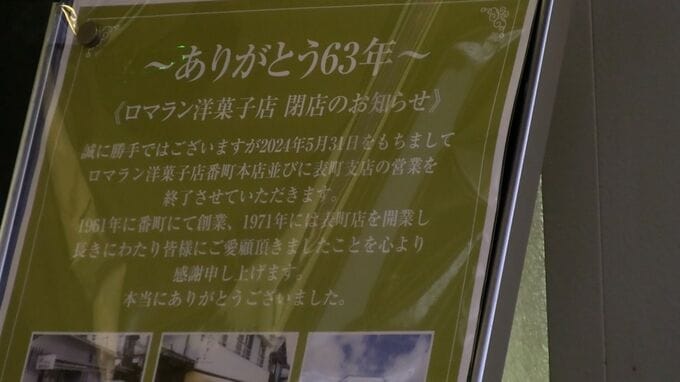 ～ありがとう63年～
《ロマラン洋菓子店 閉店のお知らせ》
誠に勝手ではございますが2024年5月31日をもちまして
ロマラン洋菓子店番町本店並びに表町支店の営業を
終了させていただきます。
1961年に番町にて創業、1971年には表町店を開業し
長きにわたり皆様にご愛顧頂きましたことを心より
感謝申し上げます。
本当にありがとうございました。